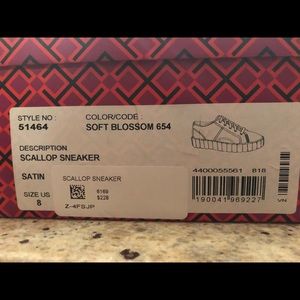 STYLE NO :
51464
COLOR/CODE :
SOFT BLOSSOM 654
DESCRIPTION
SCALLOP SNEAKER
SATIN
SIZE US
8
SCALLOP SNEAKER
6169
$228
Z-4FSJP
4400055561 818
190041969227
VN